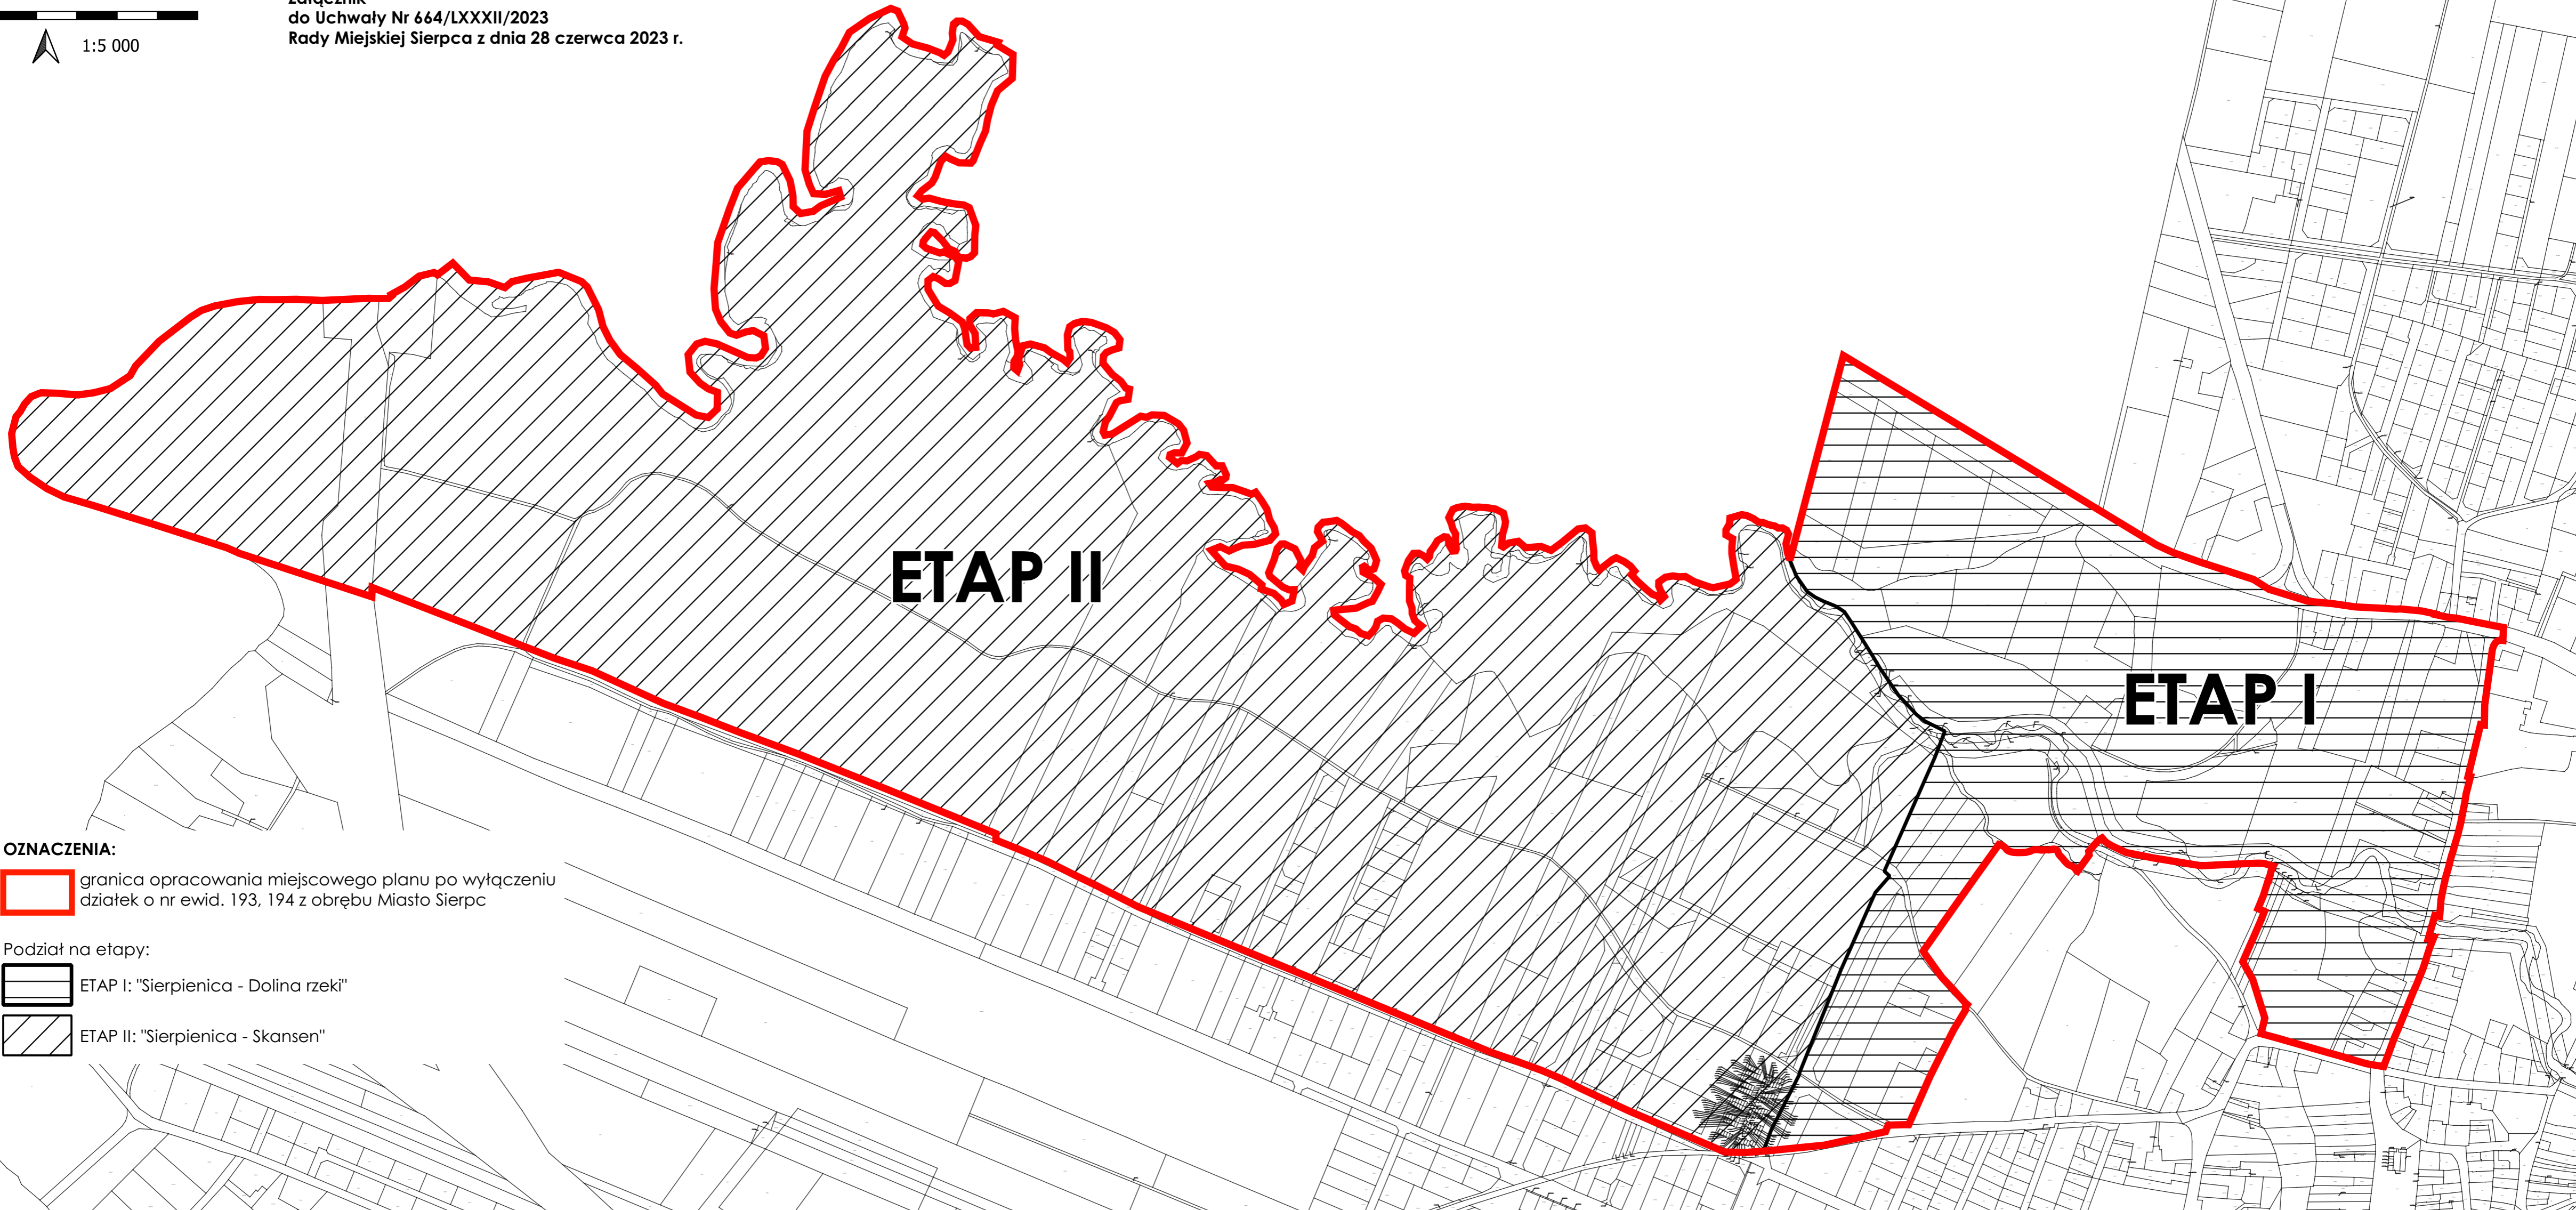 załącznik
do Uchwały Nr 664/LXXXII/2023
Rady Miejskiej Sierpca z dnia 28 czerwca 2023 r.
1:5 000
ETAP II
ETAP I
OZNACZENIA:
granica opracowania miejscowego planu po wyłączeniu
działek o nr ewid. 193, 194 z obrębu Miasto Sierpc
Podział na etapy:
ETAP I: "Sierpienica - Dolina rzeki"
ETAP II: "Sierpienica - Skansen"